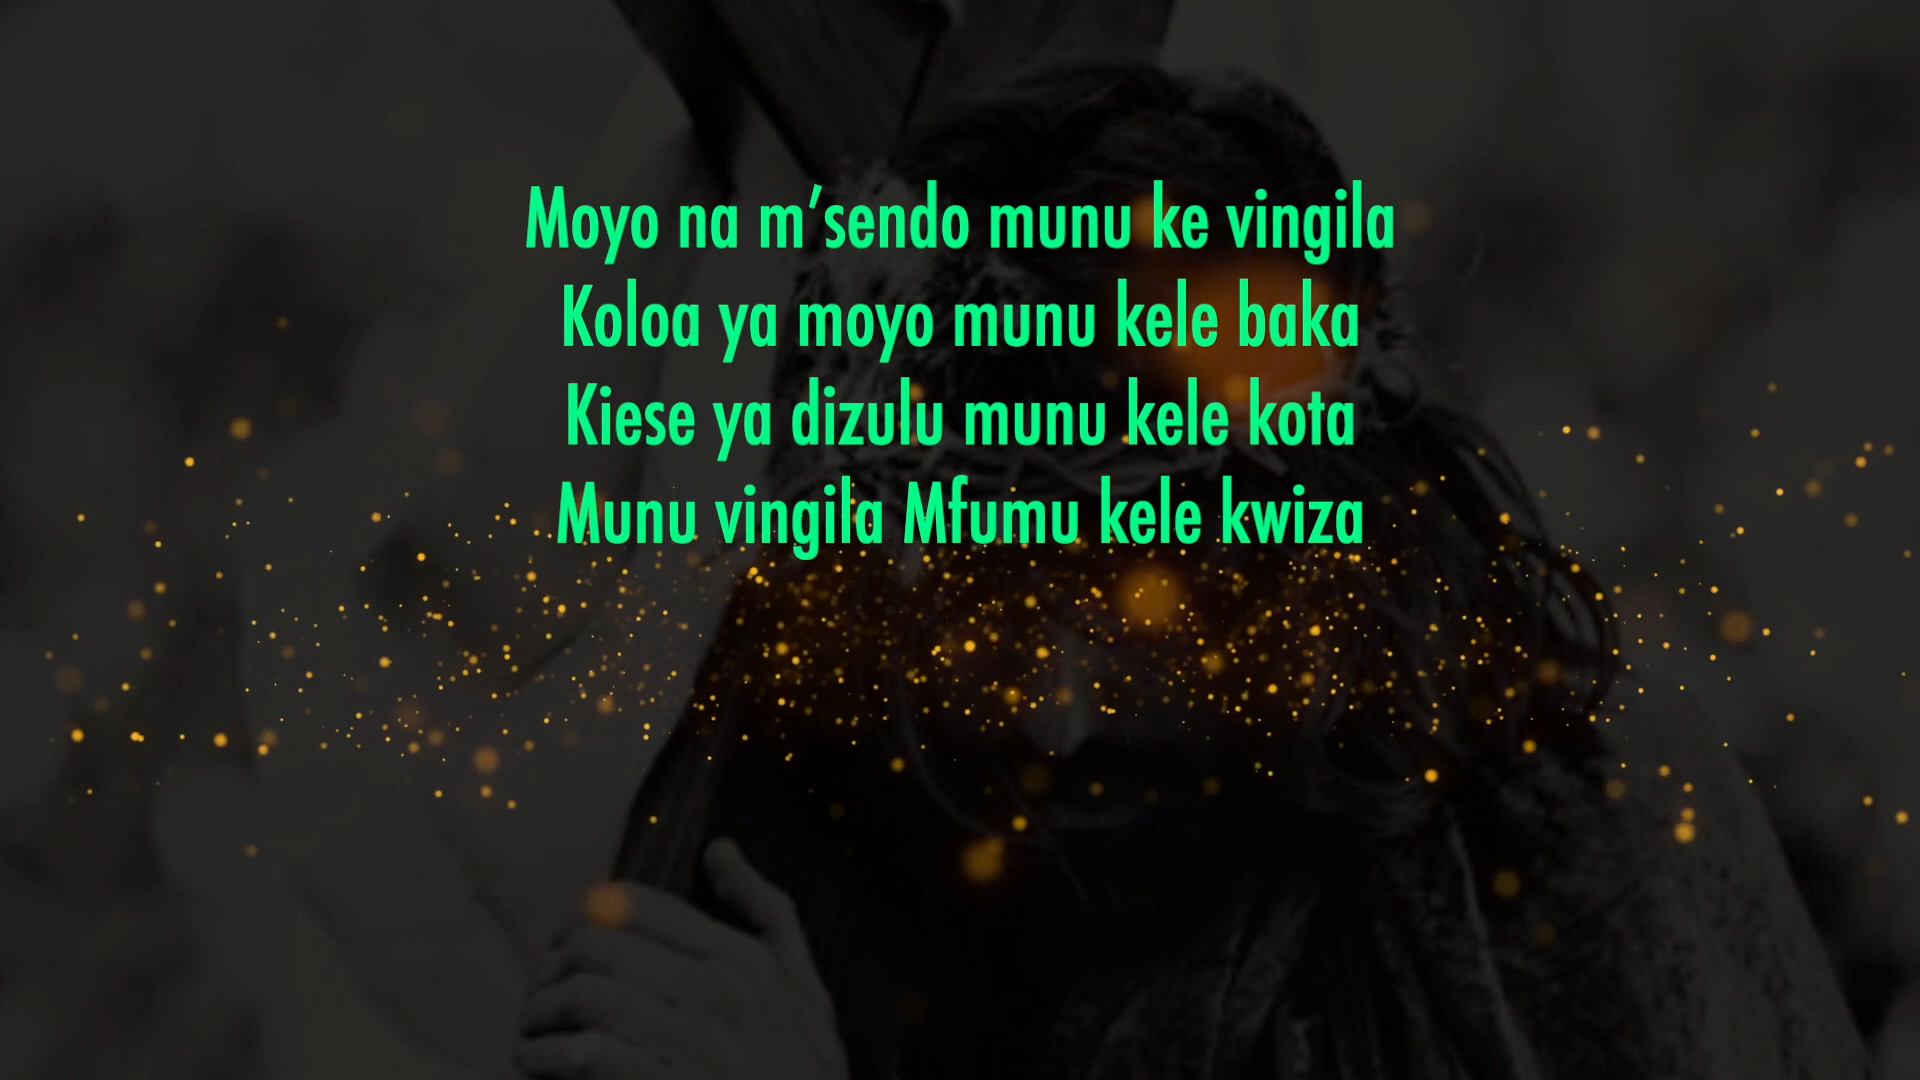 Moyo na m’sendo munu ke vingila
Koloa ya moyo munu kele baka
Kiese ya dizulu munu kele kota
Munu vingila Mfumu kele kwiza